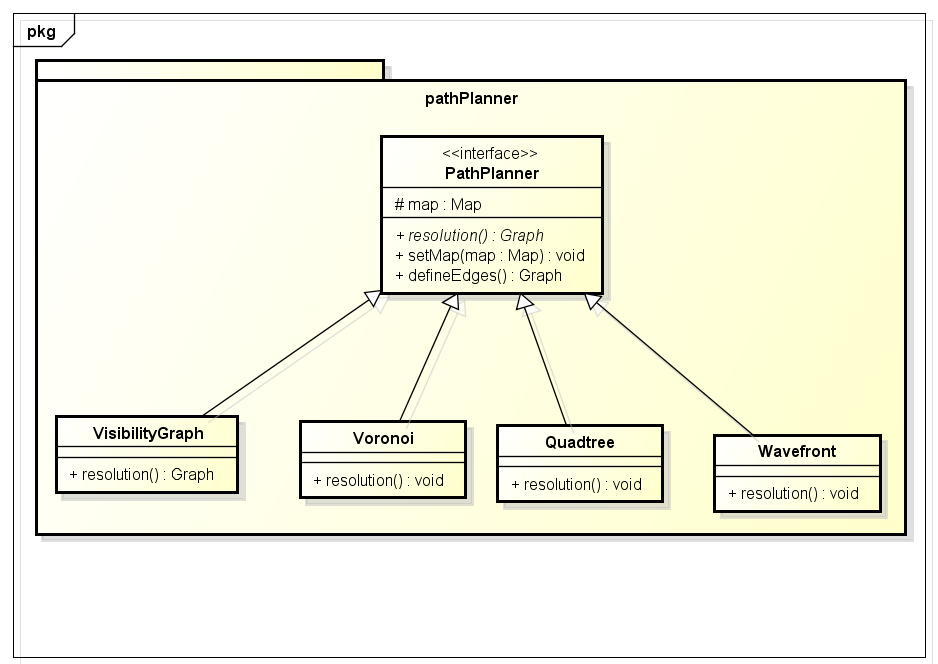 pkg
pathPlanner
<<interface>>
PathPlanner
# map : Map
+ resolution() : Graph
+ setMap(map : Map) : void
+ defineEdges() : Graph
VisibilityGraph
+ resolution() : Graph
Voronoi
+ resolution() : void
Quadtree
+ resolution() : void
Wavefront
+ resolution() : void